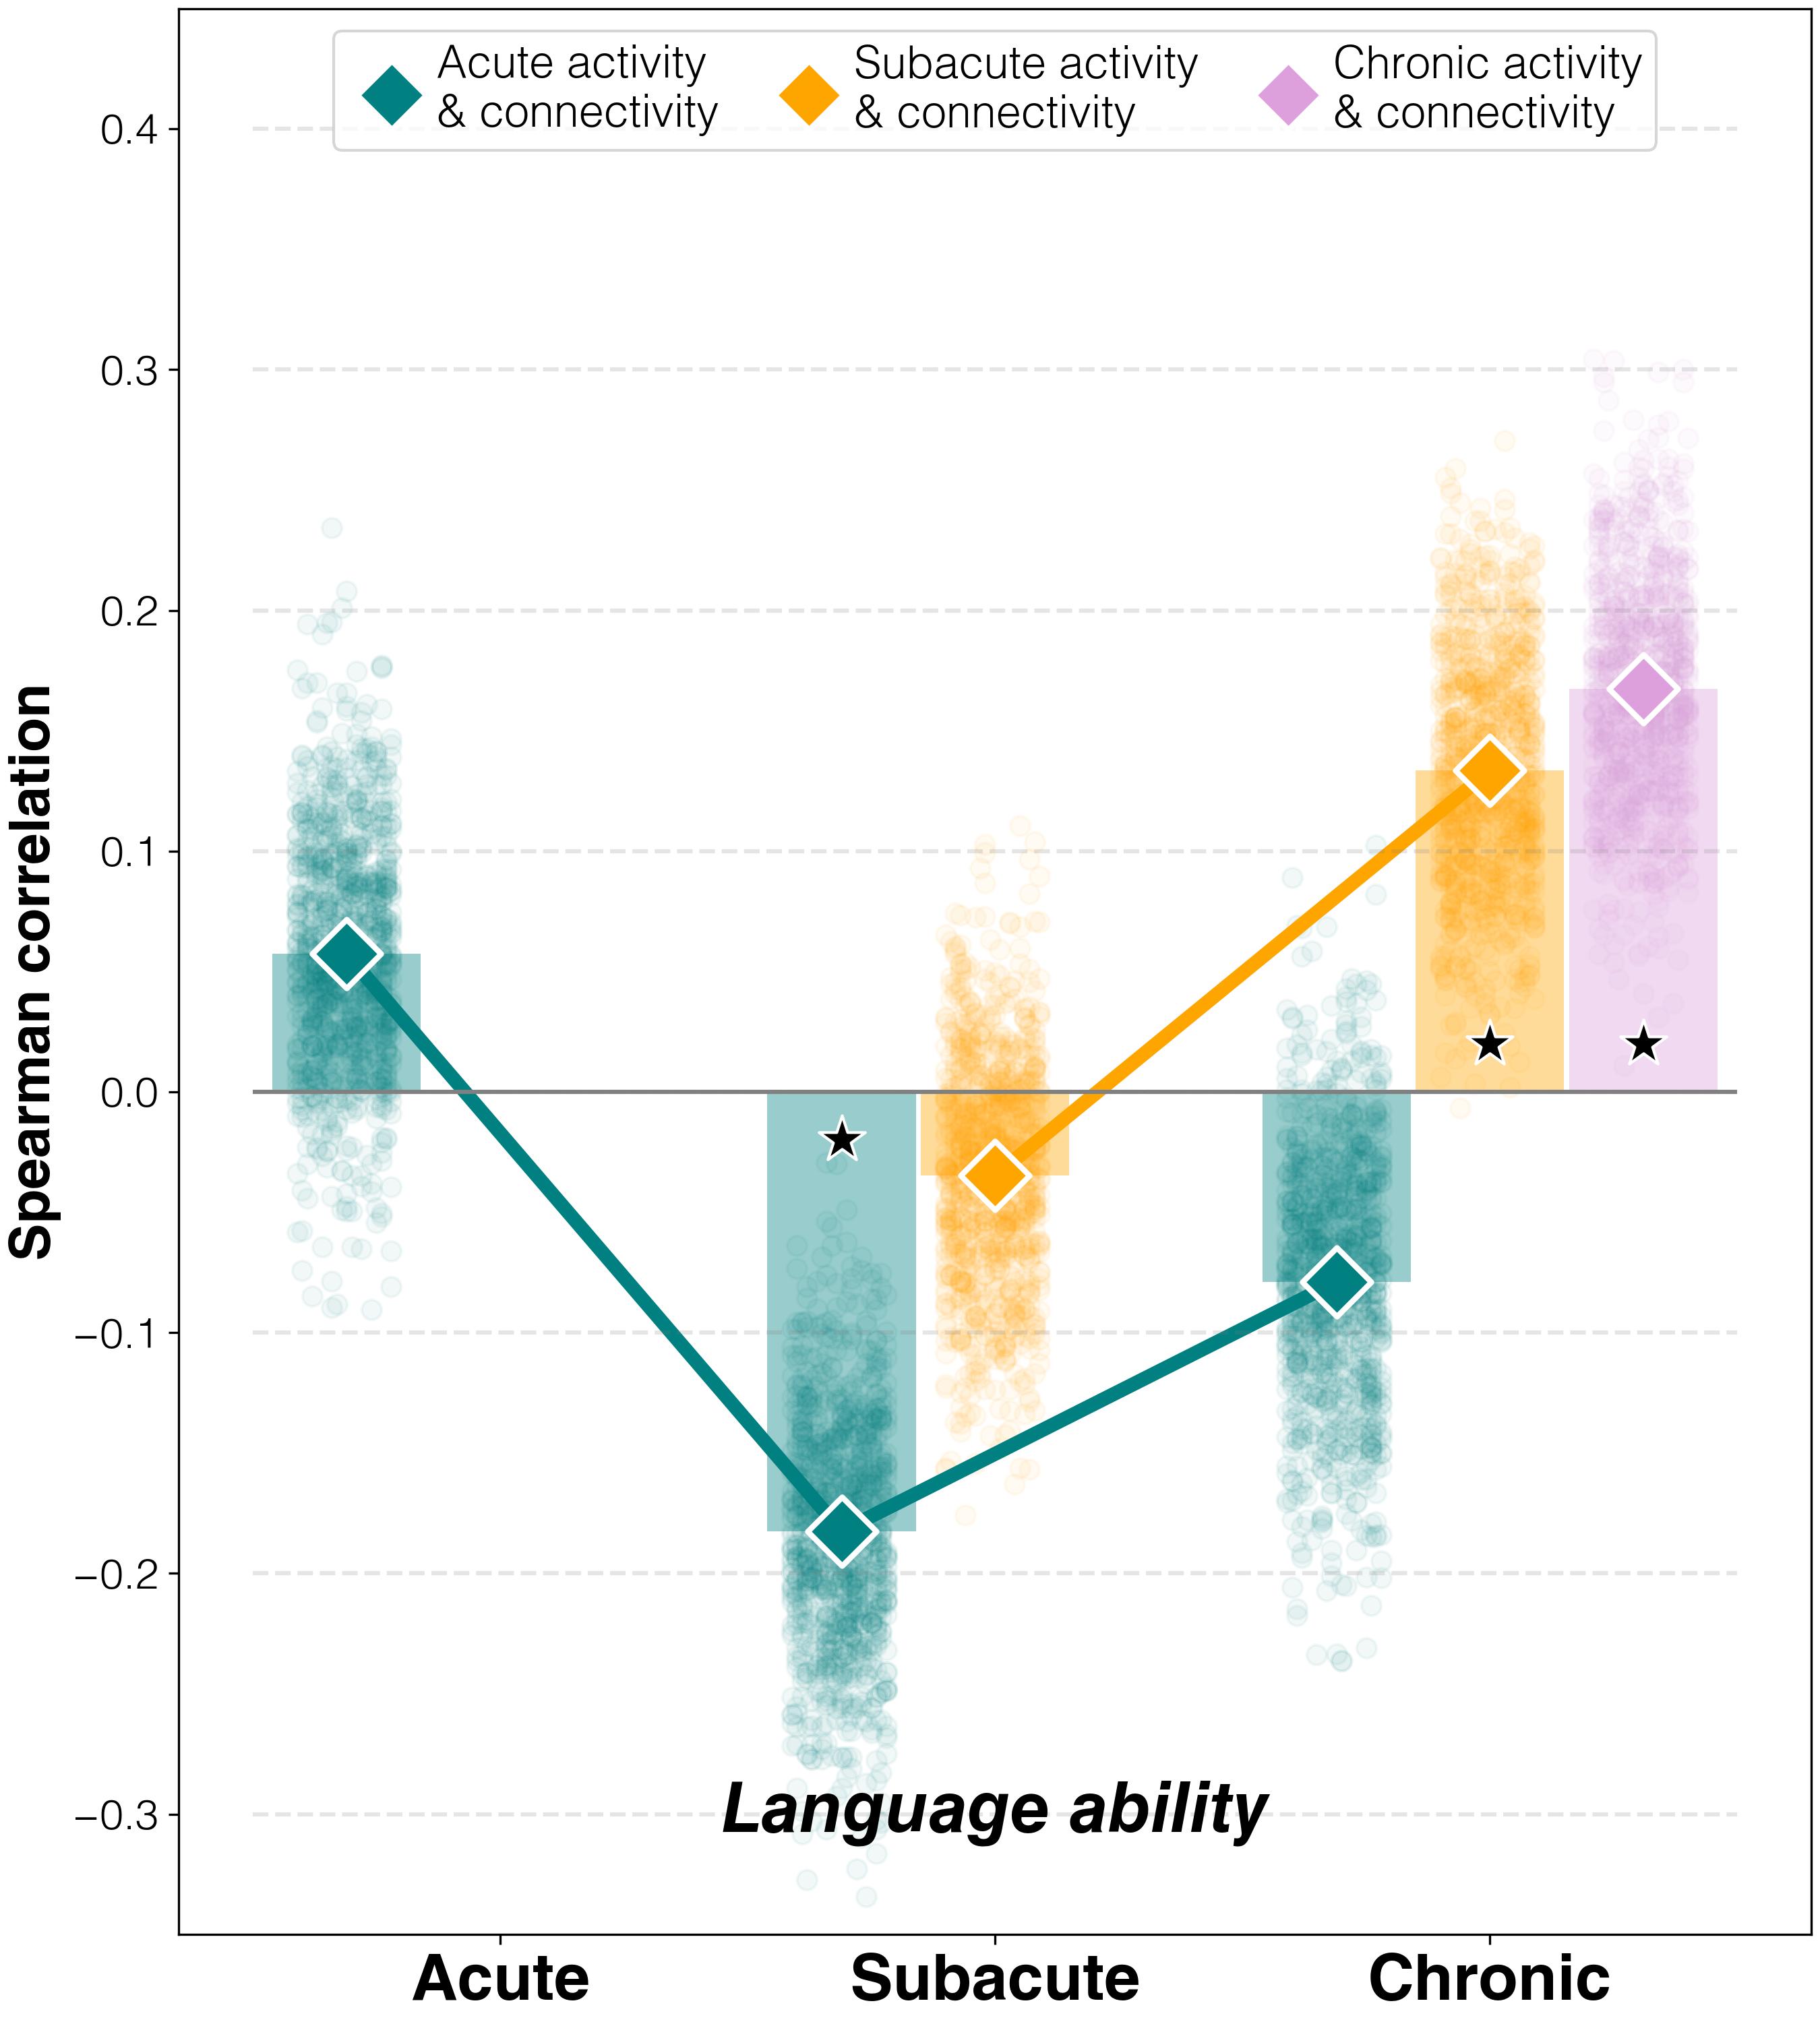 Acute activity
& connectivity
Subacute activity
& connectivity
Chronic activity
& connectivity
Spearman correlation
0.4
0.3
0.2
0.1
0.0
−0.1
−0.2
−0.3
Language ability
Acute
Subacute
Chronic